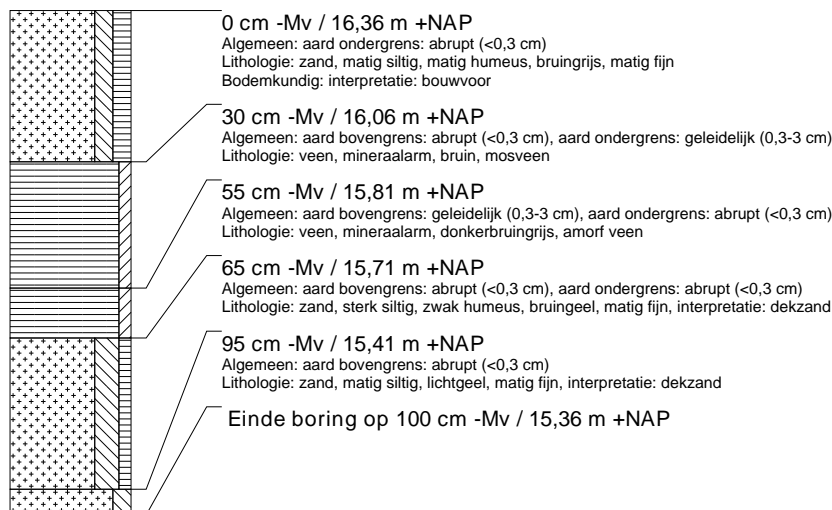 0 cm -Mv / 16,36 m +NAP
Algemeen: aard ondergrens: abrupt (<0,3 cm)
Lithologie: zand, matig siltig, matig humeus, bruingrijs, matig fijn
Bodemkundig: interpretatie: bouwvoor
30 cm -Mv / 16,06 m +NAP
Algemeen: aard bovengrens: abrupt (<0,3 cm), aard ondergrens: geleidelijk (0,3-3 cm)
Lithologie: veen, mineraalarm, bruin, mosveen
55 cm -Mv / 15,81 m +NAP
Algemeen: aard bovengrens: geleidelijk (0,3-3 cm), aard ondergrens: abrupt (<0,3 cm)
Lithologie: veen, mineraalarm, donkerbruingrijs, amorf veen
65 cm -Mv / 15,71 m +NAP
Algemeen: aard bovengrens: abrupt (<0,3 cm), aard ondergrens: abrupt (<0,3 cm)
Lithologie: zand, sterk siltig, zwak humeus, bruingeel, matig fijn, interpretatie: dekzand
95 cm -Mv / 15,41 m +NAP
Algemeen: aard bovengrens: abrupt (<0,3 cm)
Lithologie: zand, matig siltig, lichtgeel, matig fijn, interpretatie: dekzand
Einde boring op 100 cm -Mv / 15,36 m +NAP